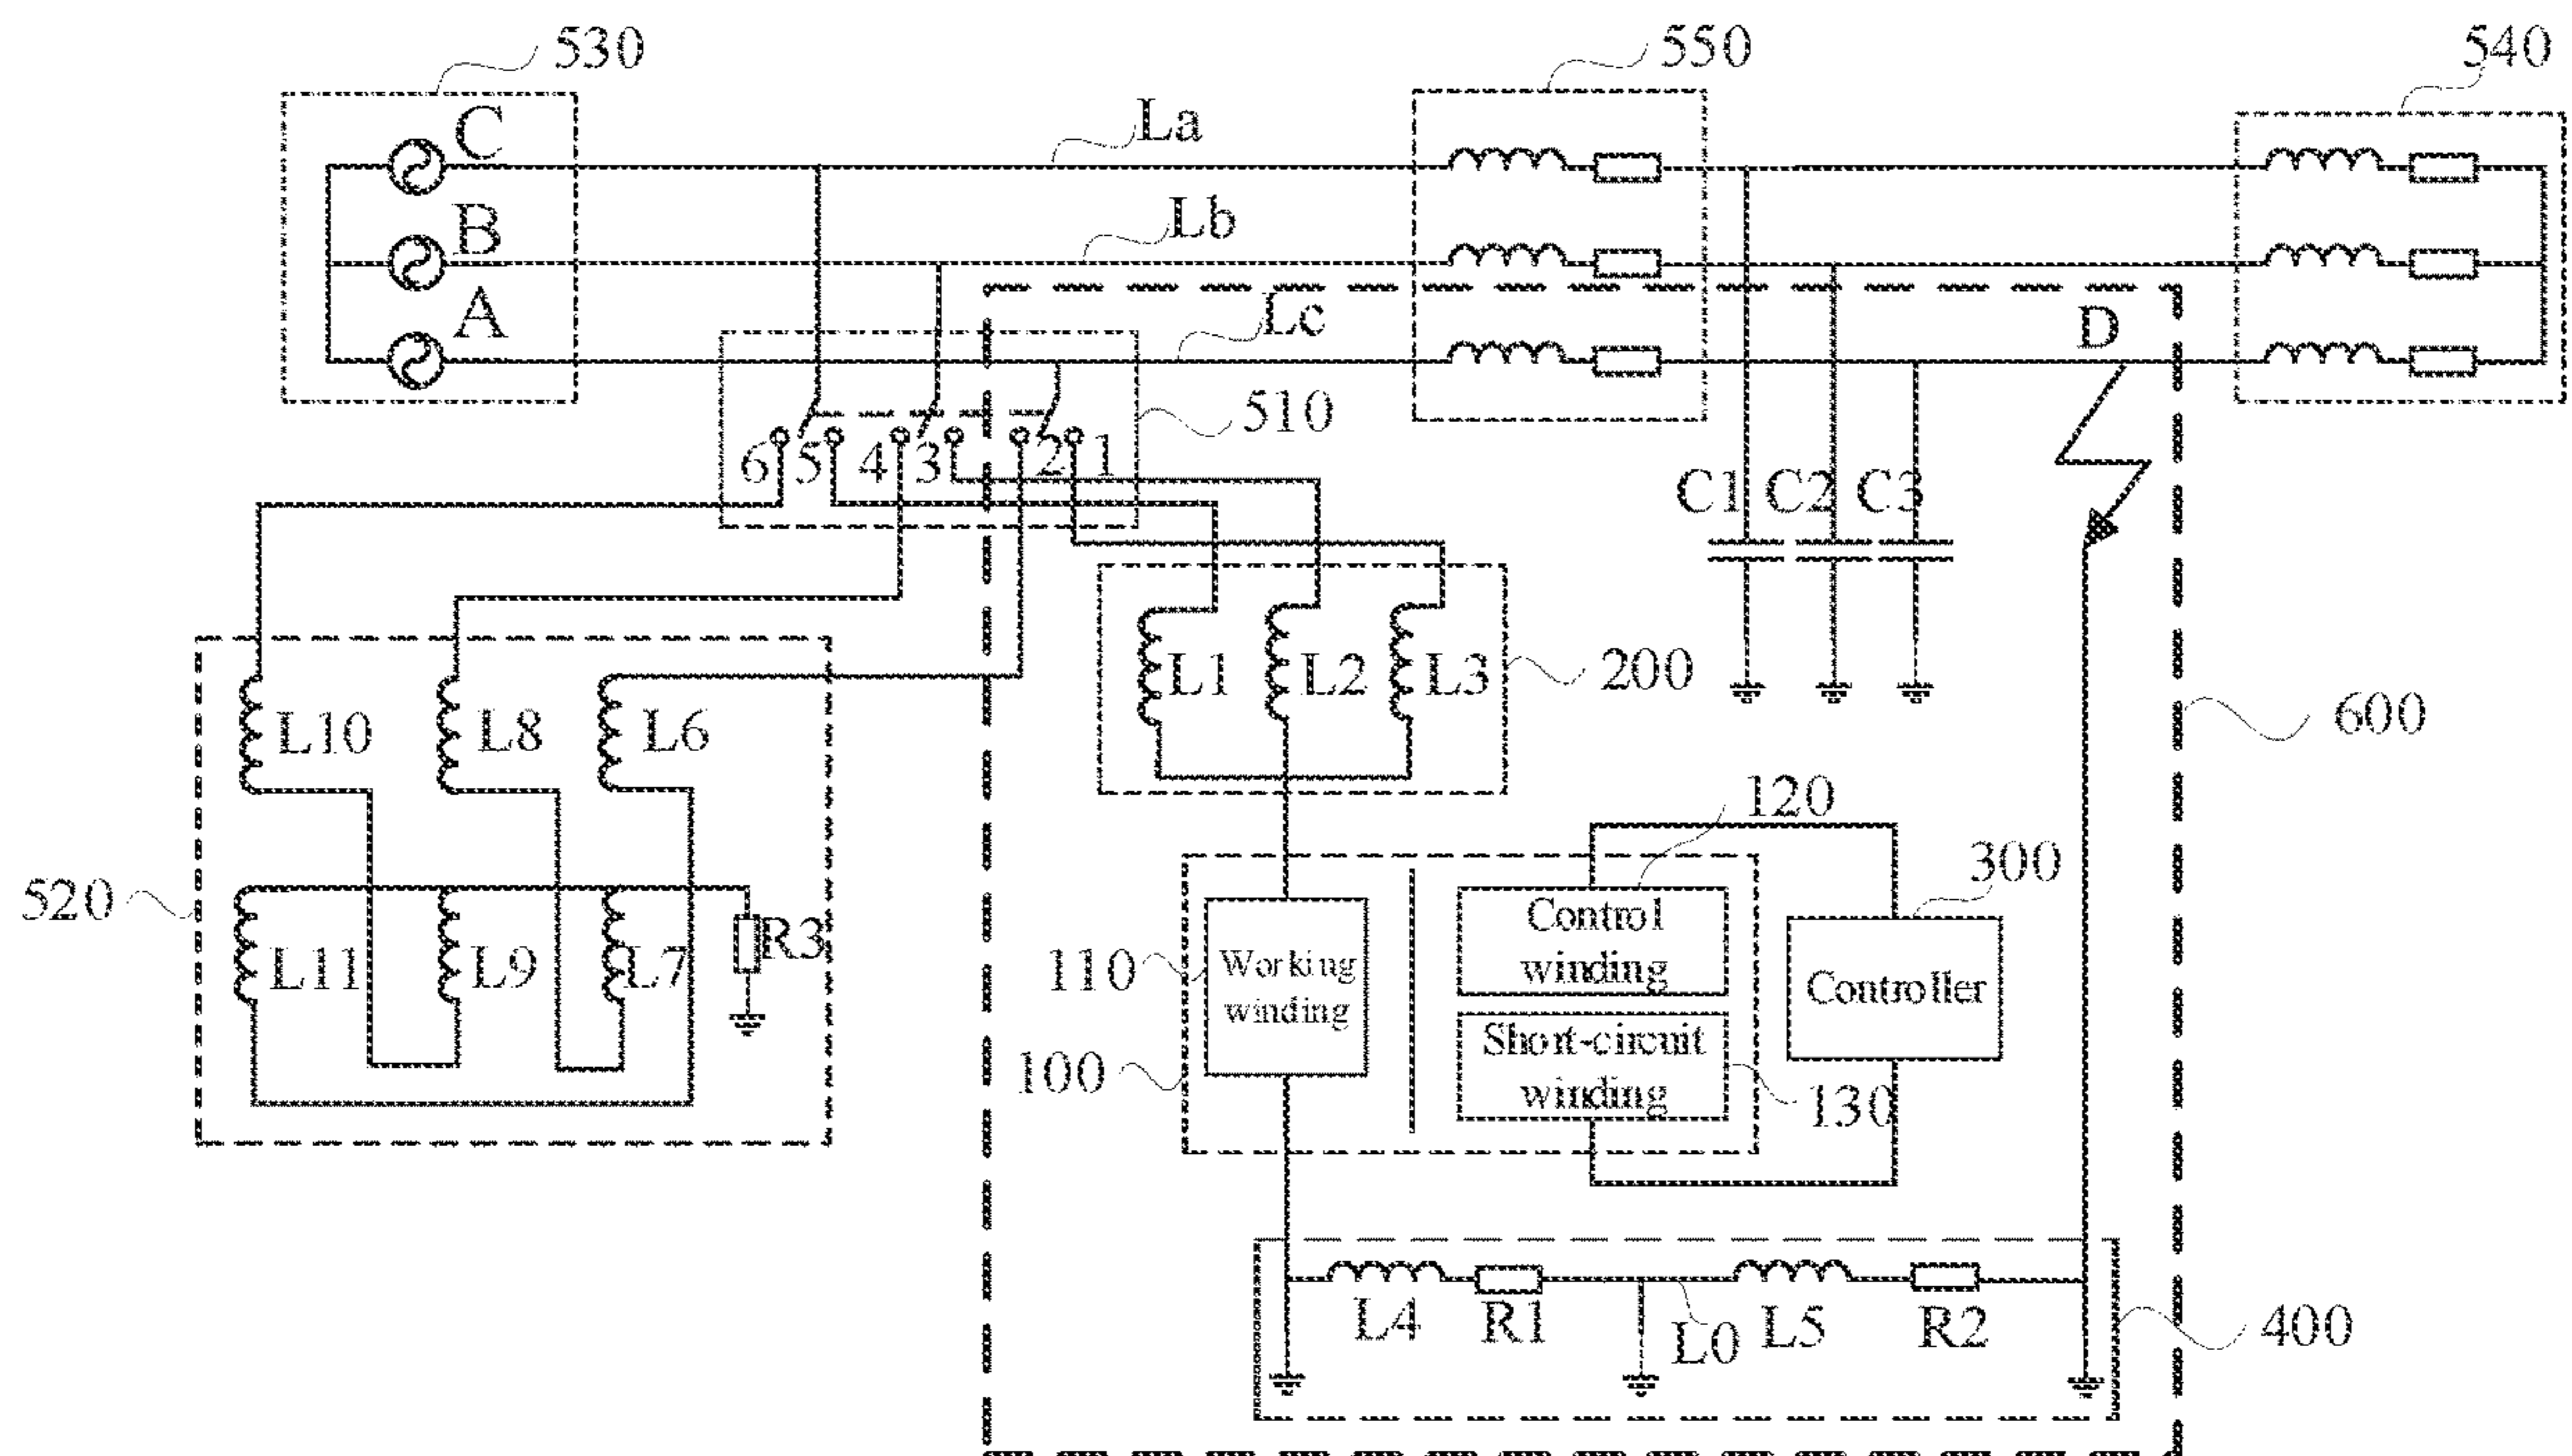 530
550
540
C
La
B
Lb
A
Lc
D
510
6 5 4 3 2 1
C1 C2 C3
L1 L2 L3
200
600
L10 L8 L6
120
300
520
Control
winding
R3
L11 L9 L7
110
Working
winding
Controller
100
Short-circuit
winding
130
L4 R1 L0 L5 R2
400